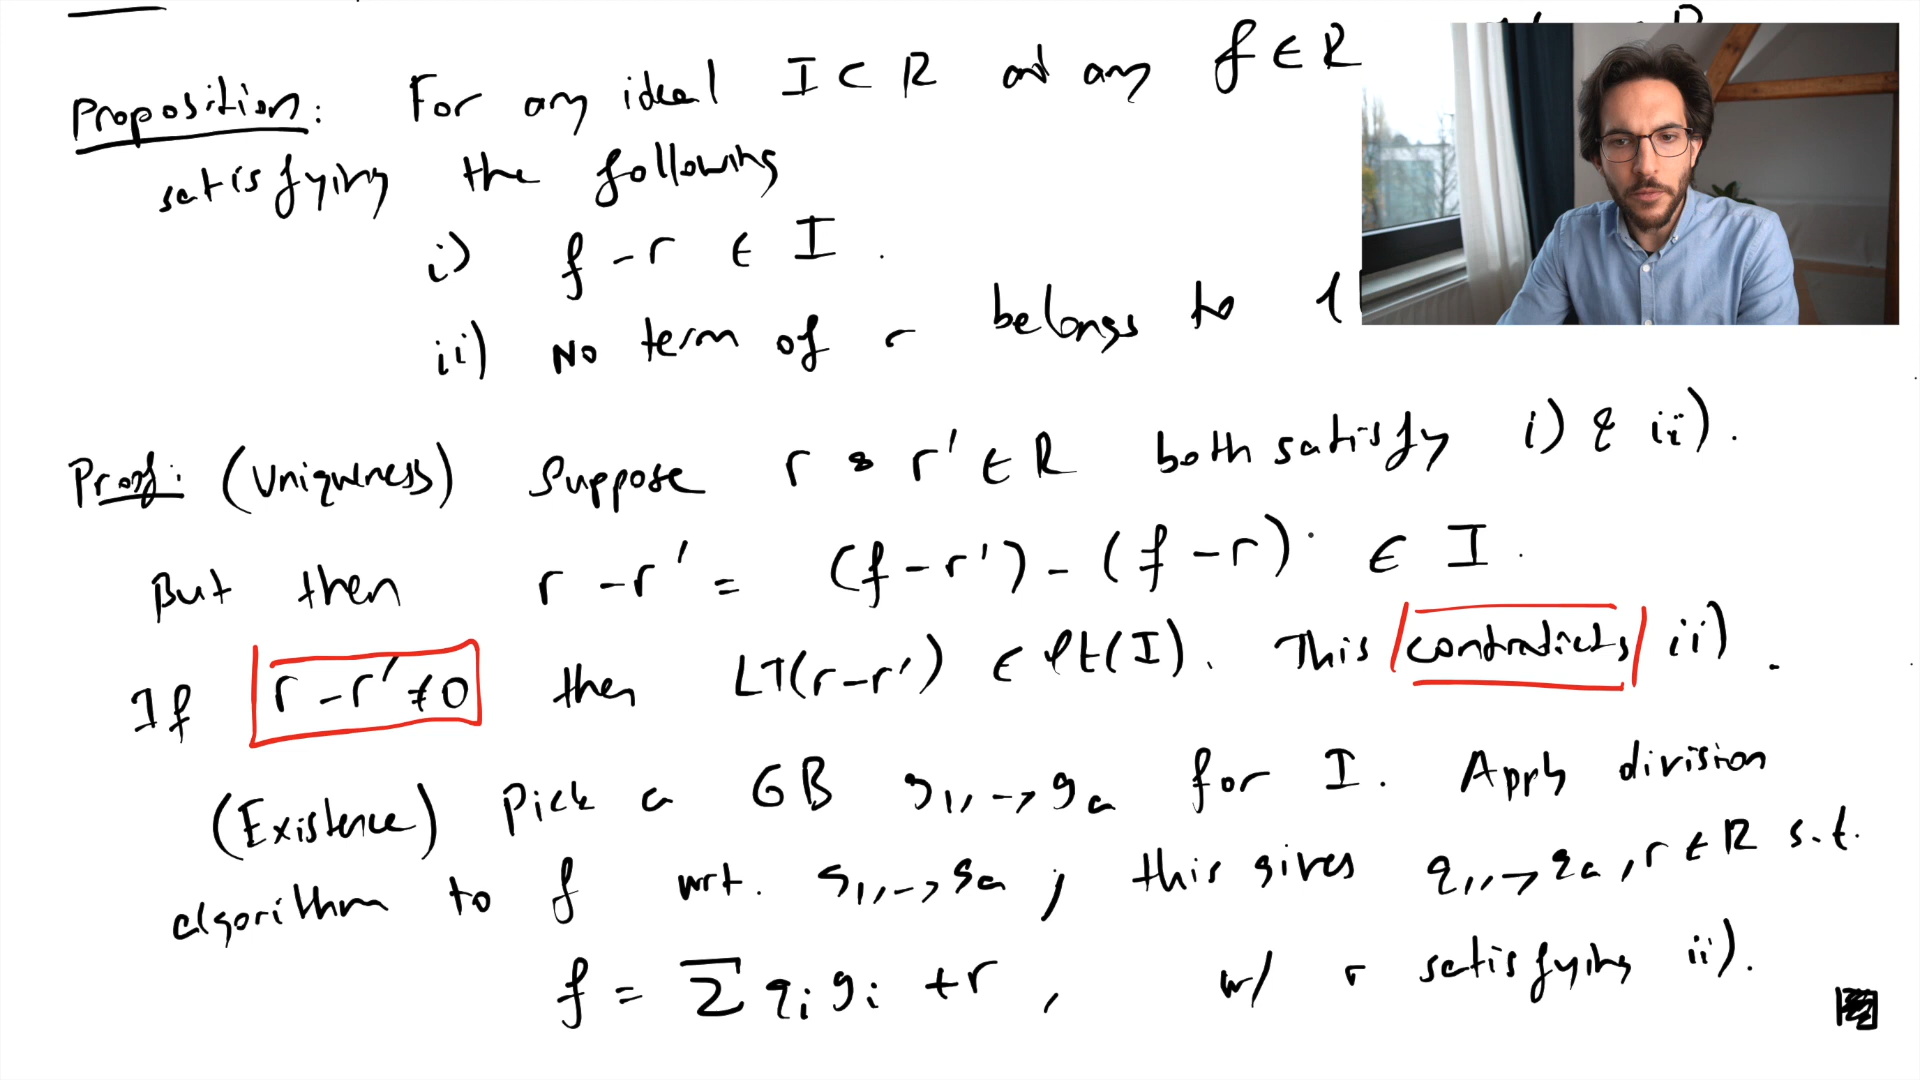 Proposition: For any ideal I ⊂ R and any f ∈ R
satisfying the following
i) f - r ∈ I.
ii) No term of r belongs to
Proof: (Uniqueness) Suppose r & r' ∈ R both satisfy i) & ii).
But then r - r' = (f - r') - (f - r) ∈ I.
If r - r' ≠ 0 then LT(r - r') ∈ lt(I). This contradicts ii).
(Existence) Pick a GB g₁,,→gₐ for I. Apply division
algorithm to f wrt. g₁,,→gₐ ; this gives q₁,,→qₐ, r ∈ R s.t.
f = Σ qᵢ gᵢ + r, w/ r satisfying ii).